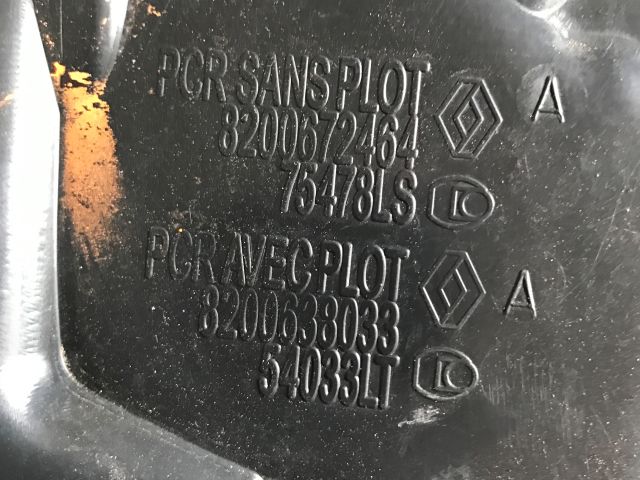 PCR SANS PLOT
8200672464 A
75478LS
PCR AVEC PLOT
8200638033 A
54033LT